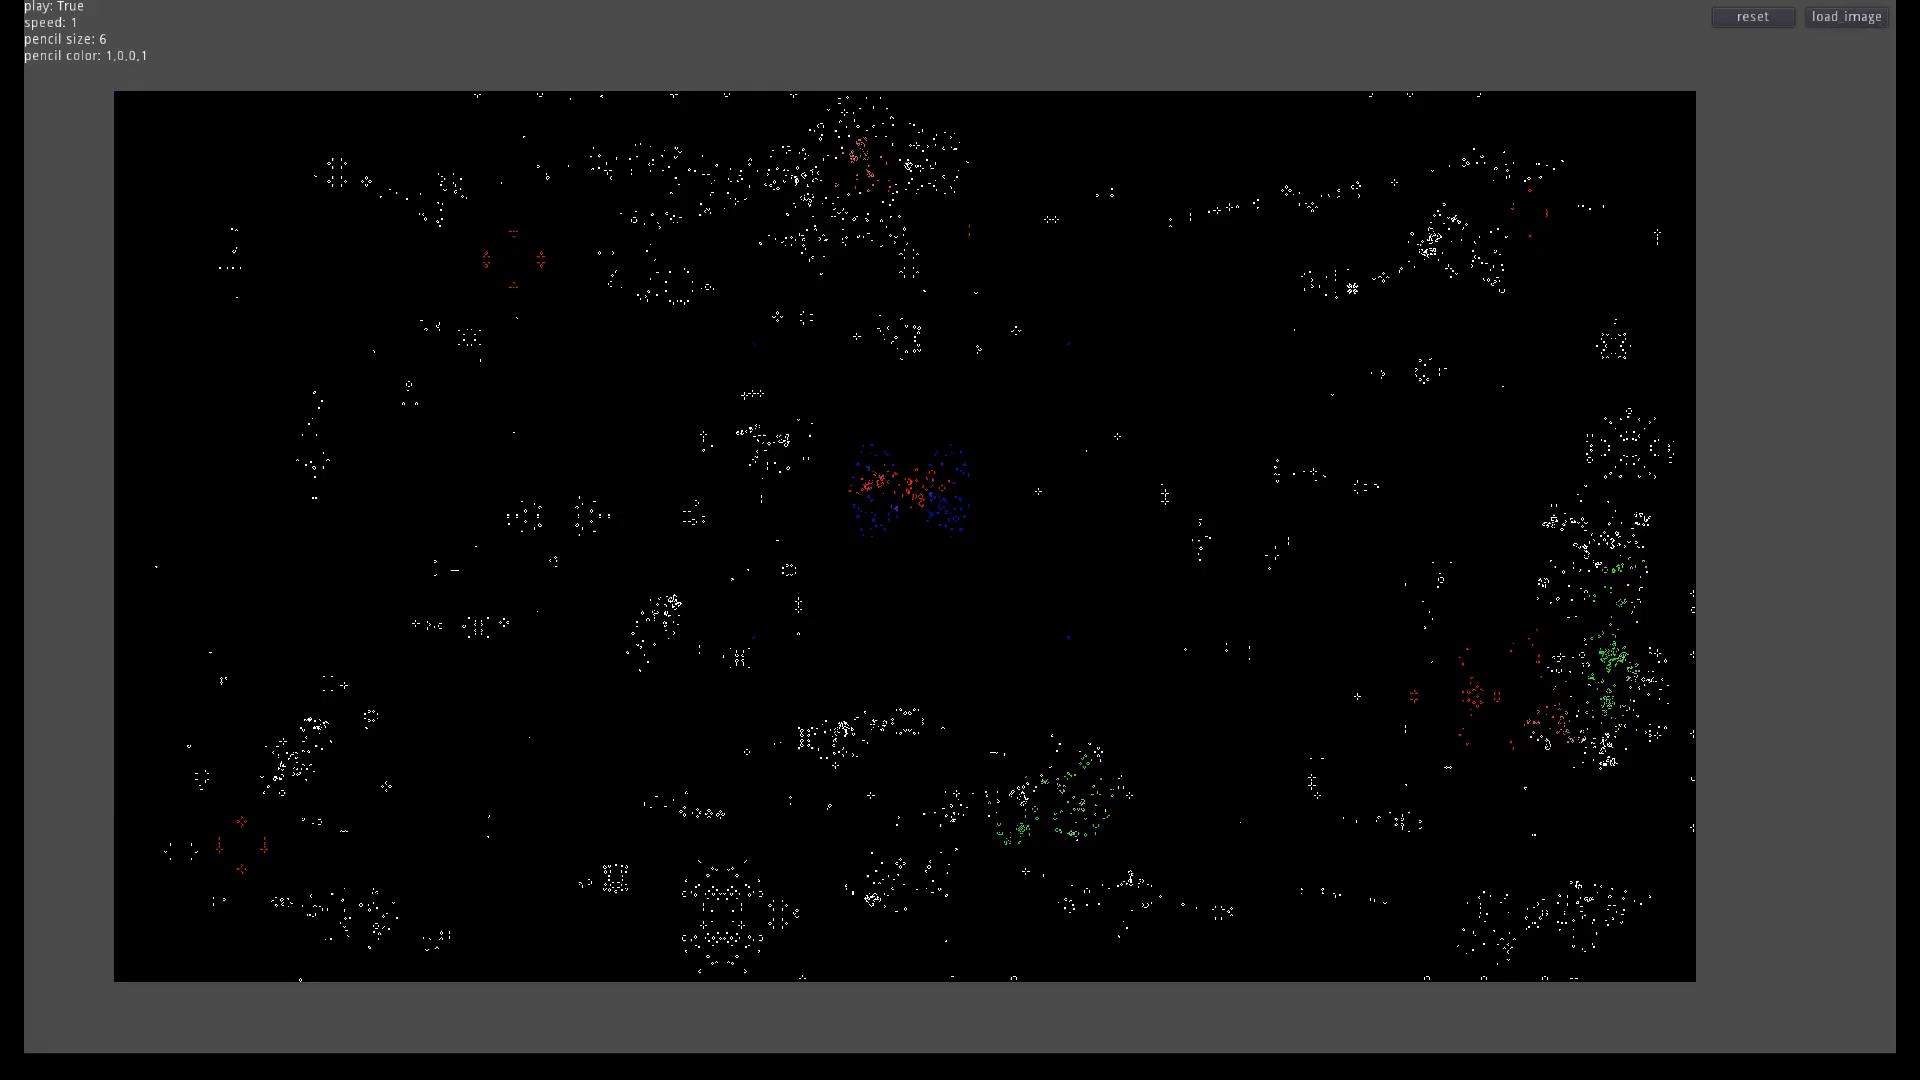 play: True
speed: 1
pencil size: 6
pencil color: 1,0,0,1
reset
load_image